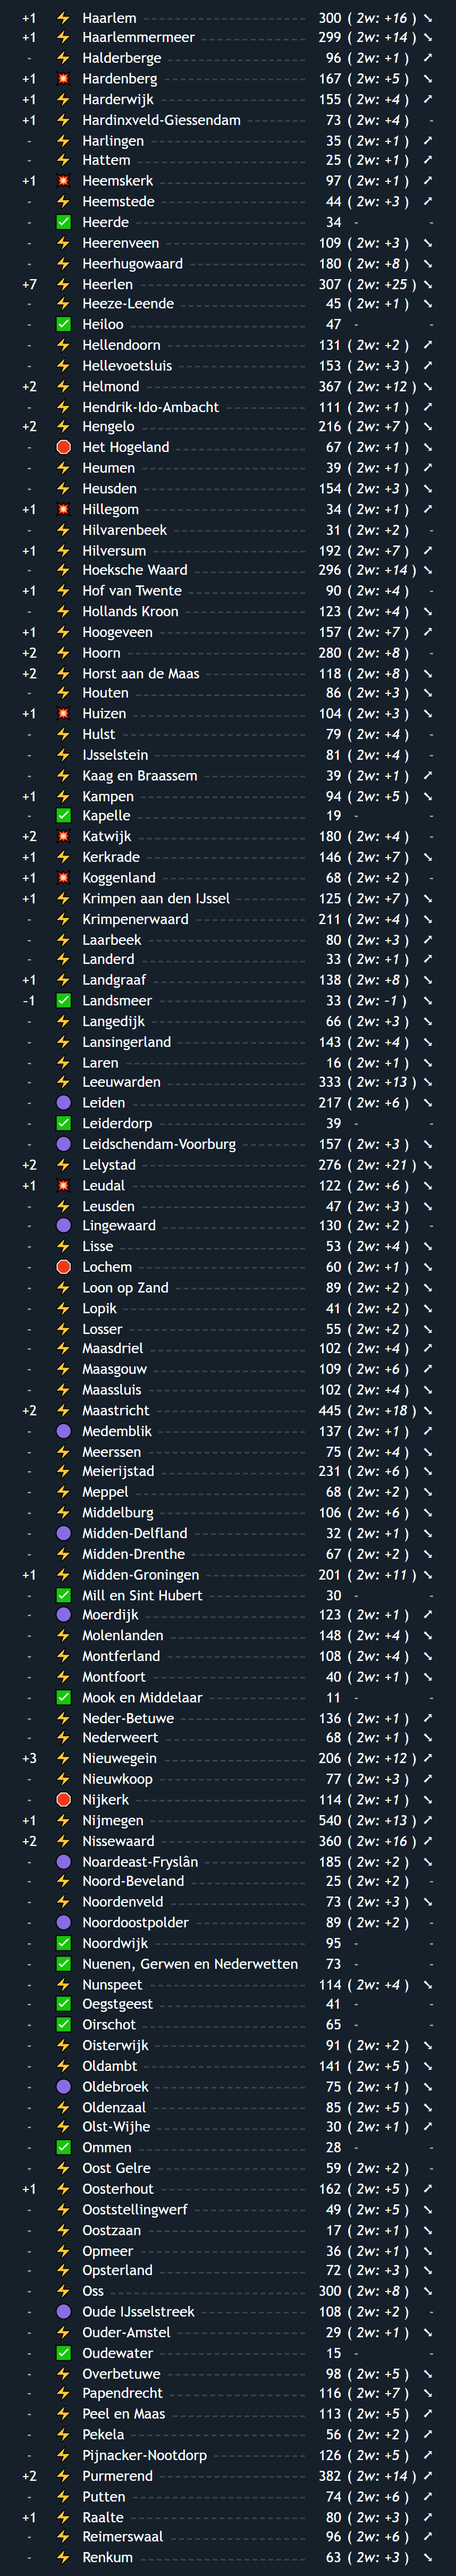 +1 ⚡ Haarlem 300 ( 2w: +16 ) ↘
+1 ⚡ Haarlemmermeer 299 ( 2w: +14 ) ↘
- ⚡ Halderberge 96 ( 2w: +1 ) ↗
+1 💥 Hardenberg 167 ( 2w: +5 ) ↘
+1 ⚡ Harderwijk 155 ( 2w: +4 ) ↗
+1 ⚡ Hardinxveld-Giessendam 73 ( 2w: +4 ) -
- ⚡ Harlingen 35 ( 2w: +1 ) ↗
- ⚡ Hattem 25 ( 2w: +1 ) ↗
+1 💥 Heemskerk 97 ( 2w: +1 ) ↗
- ⚡ Heemstede 44 ( 2w: +3 ) ↗
- ✅ Heerde 34 - -
- ⚡ Heerenveen 109 ( 2w: +3 ) ↘
- ⚡ Heerhugowaard 180 ( 2w: +8 ) ↘
+7 ⚡ Heerlen 307 ( 2w: +25 ) ↘
- ⚡ Heeze-Leende 45 ( 2w: +1 ) ↘
- ✅ Heiloo 47 - -
- ⚡ Hellendoorn 131 ( 2w: +2 ) ↗
- ⚡ Hellevoetsluis 153 ( 2w: +3 ) ↗
+2 ⚡ Helmond 367 ( 2w: +12 ) ↘
- ⚡ Hendrik-Ido-Ambacht 111 ( 2w: +1 ) ↗
+2 ⚡ Hengelo 216 ( 2w: +7 ) ↘
- 🛑 Het Hogeland 67 ( 2w: +1 ) ↘
- ⚡ Heumen 39 ( 2w: +1 ) ↗
- ⚡ Heusden 154 ( 2w: +3 ) ↘
+1 💥 Hillegom 34 ( 2w: +1 ) ↗
- ⚡ Hilvarenbeek 31 ( 2w: +2 ) -
+1 ⚡ Hilversum 192 ( 2w: +7 ) ↗
- ⚡ Hoeksche Waard 296 ( 2w: +14 ) ↘
+1 ⚡ Hof van Twente 90 ( 2w: +4 ) -
- ⚡ Hollands Kroon 123 ( 2w: +4 ) ↘
+1 ⚡ Hoogeveen 157 ( 2w: +7 ) ↗
+2 ⚡ Hoorn 280 ( 2w: +8 ) -
+2 ⚡ Horst aan de Maas 118 ( 2w: +8 ) ↘
- ⚡ Houten 86 ( 2w: +3 ) ↘
+1 💥 Huizen 104 ( 2w: +3 ) ↘
- ⚡ Hulst 79 ( 2w: +4 ) -
- ⚡ IJsselstein 81 ( 2w: +4 ) -
- ⚡ Kaag en Braassem 39 ( 2w: +1 ) ↗
+1 ⚡ Kampen 94 ( 2w: +5 ) ↘
- ✅ Kapelle 19 - -
+2 💥 Katwijk 180 ( 2w: +4 ) -
+1 ⚡ Kerkrade 146 ( 2w: +7 ) ↘
+1 💥 Koggenland 68 ( 2w: +2 ) -
+1 ⚡ Krimpen aan den IJssel 125 ( 2w: +7 ) ↘
- ⚡ Krimpenerwaard 211 ( 2w: +4 ) ↘
- ⚡ Laarbeek 80 ( 2w: +3 ) ↗
- ⚡ Landerd 33 ( 2w: +1 ) ↗
+1 ⚡ Landgraaf 138 ( 2w: +8 ) ↘
-1 ✅ Landsmeer 33 ( 2w: -1 ) ↘
- ⚡ Langedijk 66 ( 2w: +3 ) ↘
- ⚡ Lansingerland 143 ( 2w: +4 ) ↘
- ⚡ Laren 16 ( 2w: +1 ) ↘
- ⚡ Leeuwarden 333 ( 2w: +13 ) ↘
- 🟣 Leiden 217 ( 2w: +6 ) ↘
- ✅ Leiderdorp 39 - -
- 🟣 Leidschendam-Voorburg 157 ( 2w: +3 ) ↘
+2 ⚡ Lelystad 276 ( 2w: +21 ) ↘
+1 💥 Leudal 122 ( 2w: +6 ) ↘
- ⚡ Leusden 47 ( 2w: +3 ) ↘
- 🟣 Lingewaard 130 ( 2w: +2 ) -
- ⚡ Lisse 53 ( 2w: +4 ) ↘
- 🛑 Lochem 60 ( 2w: +1 ) ↘
- ⚡ Loon op Zand 89 ( 2w: +2 ) ↘
- ⚡ Lopik 41 ( 2w: +2 ) ↘
- ⚡ Losser 55 ( 2w: +2 ) ↘
- ⚡ Maasdriel 102 ( 2w: +4 ) ↗
- ⚡ Maasgouw 109 ( 2w: +6 ) ↗
- ⚡ Maassluis 102 ( 2w: +4 ) ↘
+2 ⚡ Maastricht 445 ( 2w: +18 ) ↘
- 🟣 Medemblik 137 ( 2w: +1 ) ↗
- ⚡ Meerssen 75 ( 2w: +4 ) ↘
- ⚡ Meierijstad 231 ( 2w: +6 ) ↘
- ⚡ Meppel 68 ( 2w: +2 ) ↘
- ⚡ Middelburg 106 ( 2w: +6 ) ↘
- 🟣 Midden-Delfland 32 ( 2w: +1 ) ↘
- ⚡ Midden-Drenthe 67 ( 2w: +2 ) ↘
+1 ⚡ Midden-Groningen 201 ( 2w: +11 ) ↘
- ✅ Mill en Sint Hubert 30 - -
- 🟣 Moerdijk 123 ( 2w: +1 ) ↗
- ⚡ Molenlanden 148 ( 2w: +4 ) ↘
- ⚡ Montferland 108 ( 2w: +4 ) ↘
- ⚡ Montfoort 40 ( 2w: +1 ) ↘
- ✅ Mook en Middelaar 11 - -
- ⚡ Neder-Betuwe 136 ( 2w: +1 ) ↗
- ⚡ Nederweert 68 ( 2w: +1 ) ↘
+3 ⚡ Nieuwegein 206 ( 2w: +12 ) ↗
- ⚡ Nieuwkoop 77 ( 2w: +3 ) ↗
- 🛑 Nijkerk 114 ( 2w: +1 ) ↘
+1 ⚡ Nijmegen 540 ( 2w: +13 ) ↗
+2 ⚡ Nissewaard 360 ( 2w: +16 ) ↗
- 🟣 Noardeast-Fryslân 185 ( 2w: +2 ) ↘
- ⚡ Noord-Beveland 25 ( 2w: +2 ) -
- ⚡ Noordenveld 73 ( 2w: +3 ) ↘
- 🟣 Noordoostpolder 89 ( 2w: +2 ) -
- ✅ Noordwijk 95 - -
- ✅ Nuenen, Gerwen en Nederwetten 73 - -
- ⚡ Nunspeet 114 ( 2w: +4 ) ↘
- ✅ Oegstgeest 41 - -
- ✅ Oirschot 65 - -
- ⚡ Oisterwijk 91 ( 2w: +2 ) ↘
- ⚡ Oldambt 141 ( 2w: +5 ) ↘
- 🟣 Oldebroek 75 ( 2w: +1 ) ↘
- ⚡ Oldenzaal 85 ( 2w: +5 ) ↘
- ⚡ Olst-Wijhe 30 ( 2w: +1 ) ↗
- ✅ Ommen 28 - -
- ⚡ Oost Gelre 59 ( 2w: +2 ) -
+1 ⚡ Oosterhout 162 ( 2w: +5 ) ↗
- ⚡ Ooststellingwerf 49 ( 2w: +5 ) ↘
- ⚡ Oostzaan 17 ( 2w: +1 ) ↘
- ⚡ Opmeer 36 ( 2w: +1 ) ↘
- ⚡ Opsterland 72 ( 2w: +3 ) ↘
- ⚡ Oss 300 ( 2w: +8 ) ↘
- 🟣 Oude IJsselstreek 108 ( 2w: +2 ) -
- ⚡ Ouder-Amstel 29 ( 2w: +1 ) ↘
- ✅ Oudewater 15 - -
- ⚡ Overbetuwe 98 ( 2w: +5 ) ↘
- ⚡ Papendrecht 116 ( 2w: +7 ) ↘
- ⚡ Peel en Maas 113 ( 2w: +5 ) ↗
- ⚡ Pekela 56 ( 2w: +2 ) ↗
- ⚡ Pijnacker-Nootdorp 126 ( 2w: +5 ) ↗
+2 ⚡ Purmerend 382 ( 2w: +14 ) ↗
- ⚡ Putten 74 ( 2w: +6 ) ↗
+1 ⚡ Raalte 80 ( 2w: +3 ) ↗
- ⚡ Reimerswaal 96 ( 2w: +6 ) ↗
- ⚡ Renkum 63 ( 2w: +3 ) ↘